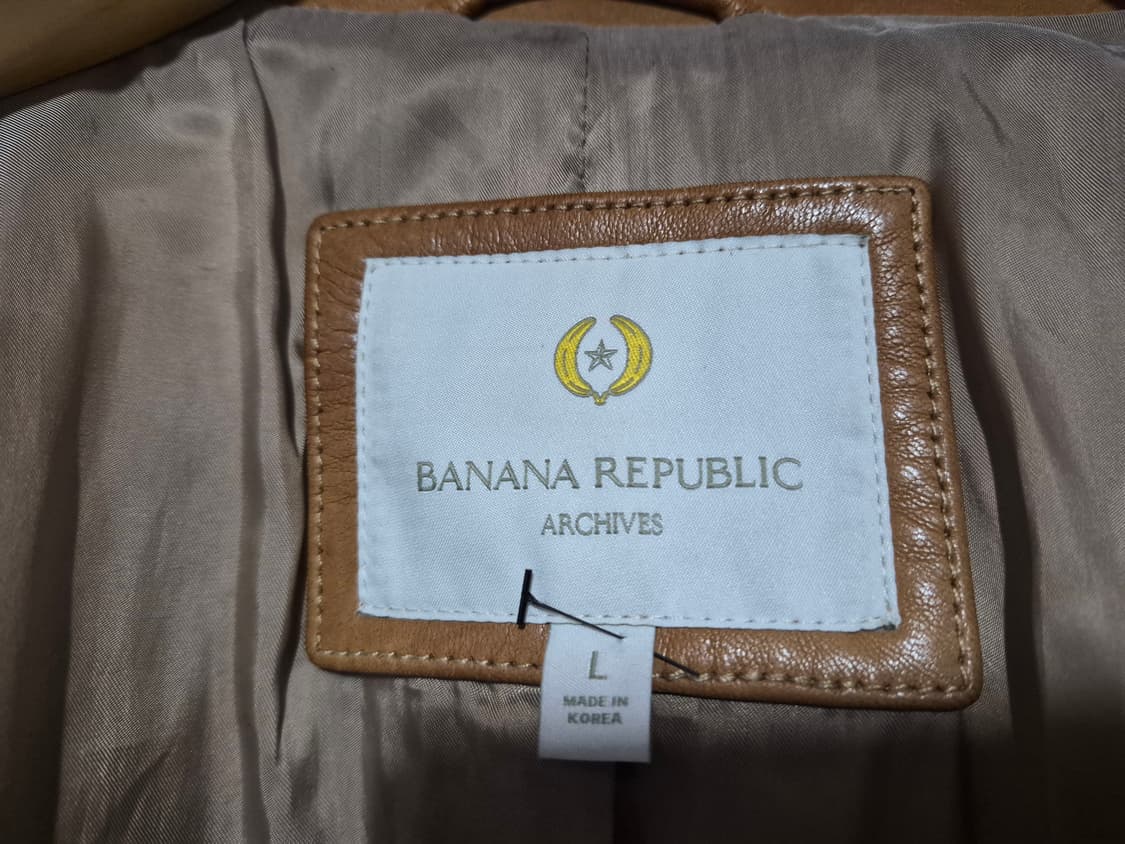 BANANA REPUBLIC
ARCHIVES
L
MADE IN
KOREA